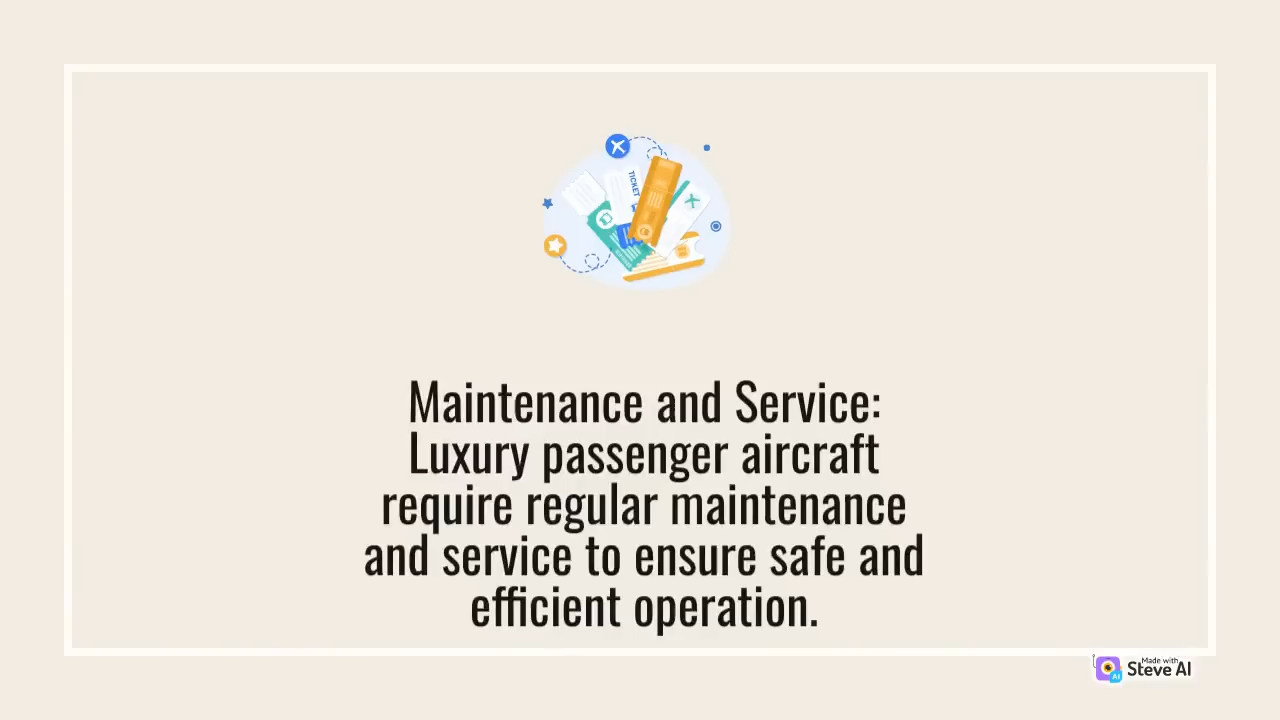 TICKET
Maintenance and Service:
Luxury passenger aircraft
require regular maintenance
and service to ensure safe and
efficient operation.
Made with
Steve AI
AI